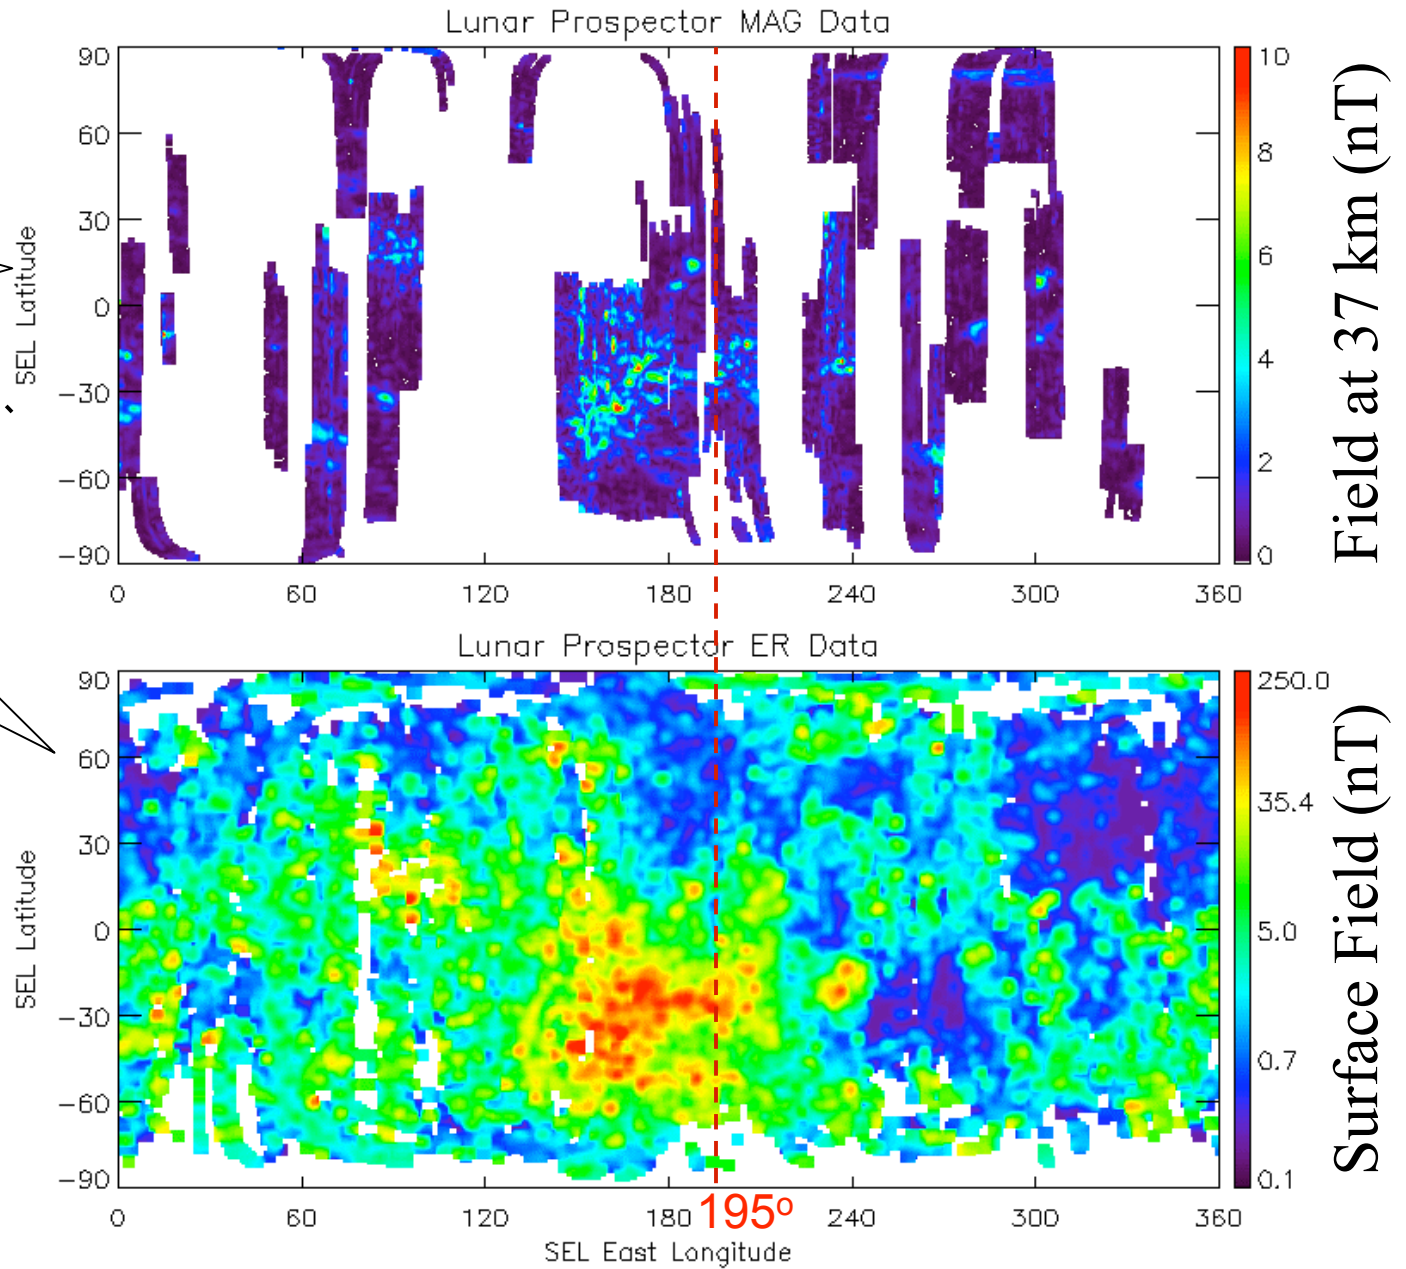 Lunar Prospector MAG Data
90
60
30
0
−30
−60
−90
SEL Latitude
0 60 120 180 240 300 360
10
8
6
4
2
0
Field at 37 km (nT)
Lunar Prospector ER Data
90
60
30
0
−30
−60
−90
SEL Latitude
0 60 120 180 195º 240 300 360
SEL East Longitude
250.0
35.4
5.0
0.7
0.1
Surface Field (nT)